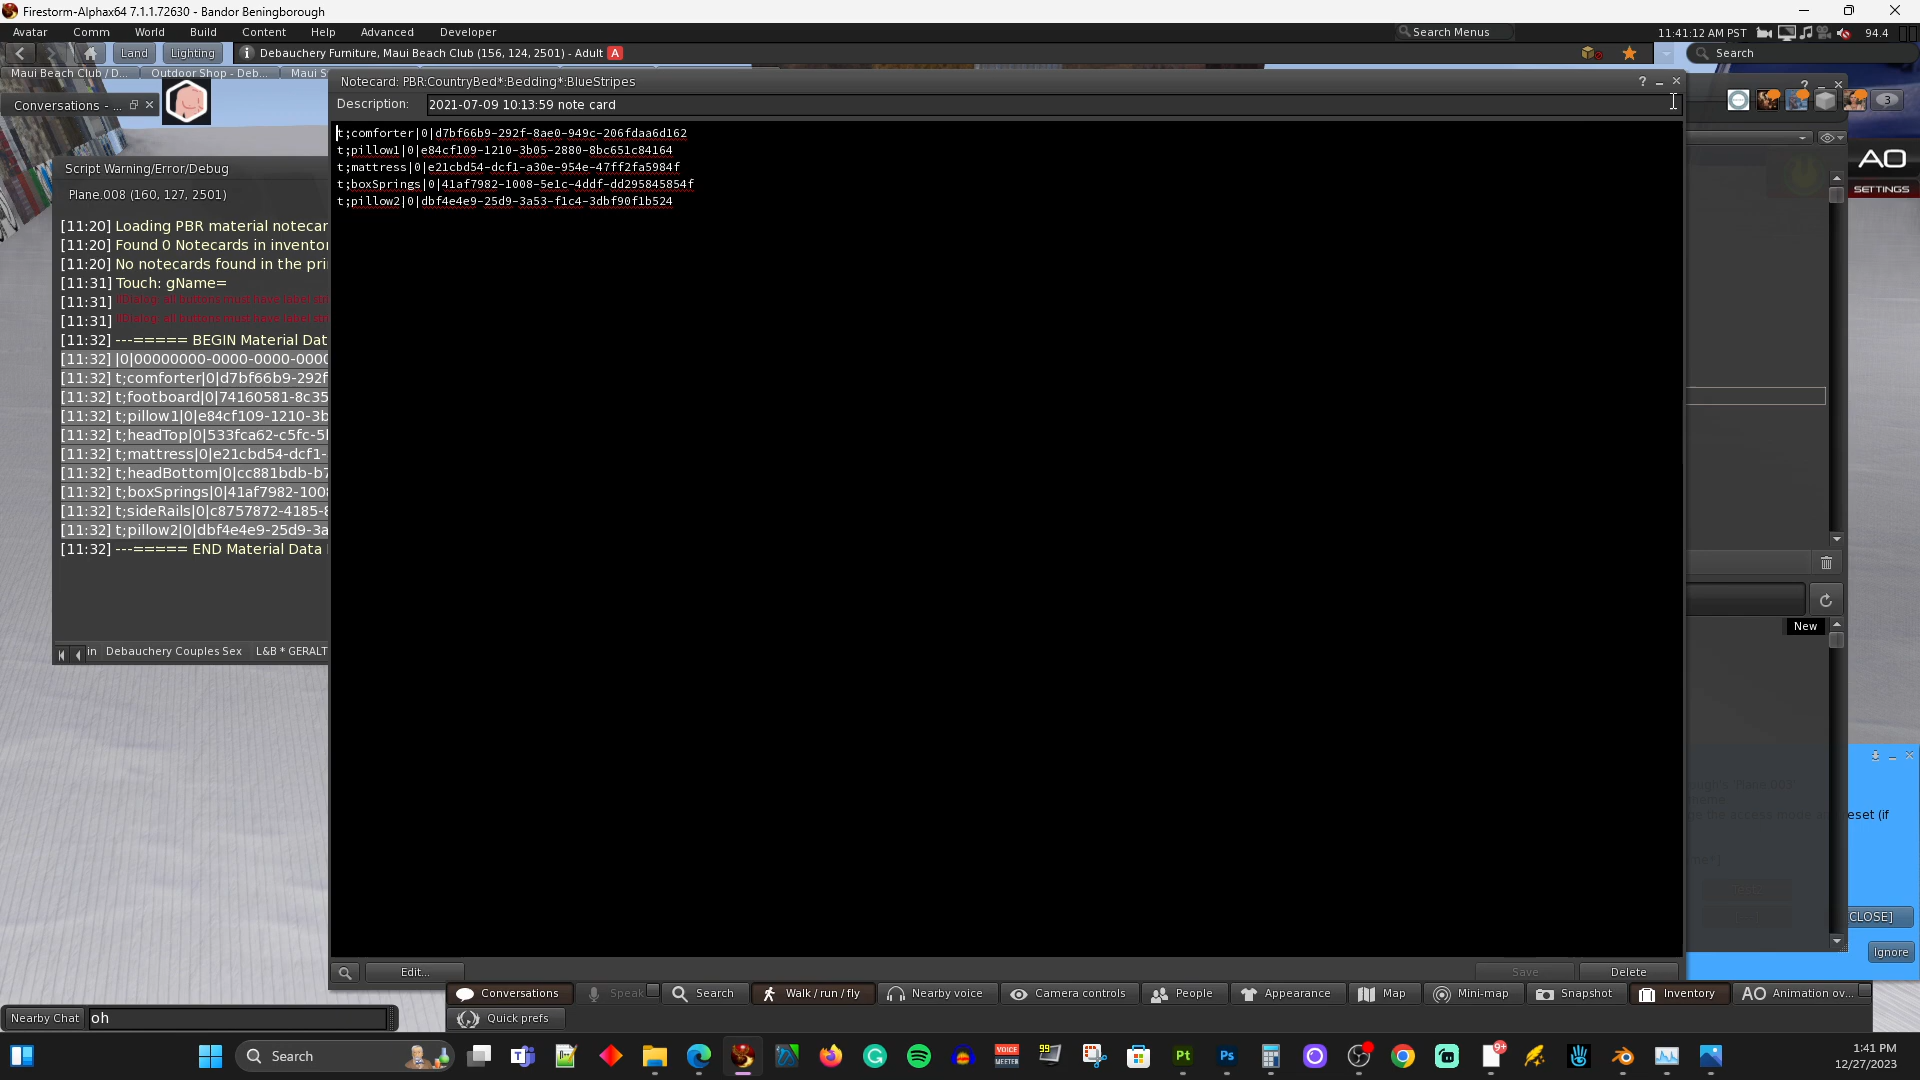 Firestorm-Alphax64 7.1.1.72630 - Bandor Beningborough
Avatar Comm World Build Content Help Advanced Developer
Search Menus
11:41:12 AM PST
94.4
Land
Lighting
Debauchery Furniture, Maui Beach Club (156, 124, 2501) - Adult A
Search
Maui Beach Club / D... Outdoor Shop - Deb... Maui S
Conversations - ...
Notecard: PBR:CountryBed*:Bedding*:BlueStripes
Description: 2021-07-09 10:13:59 note card
t;comforter|0|d7bf66b9-292f-8ae0-949c-206fdaa6d162
t;pillow1|0|e84cf109-1210-3b05-2880-8bc651c84164
t;mattress|0|e21cbd54-dcf1-a30e-954e-47ff2fa5984f
t;boxSprings|0|41af7982-1008-5e1c-4ddf-dd295845854f
t;pillow2|0|dbf4e4e9-25d9-3a53-f1c4-3dbf90f1b524
3
AO
SETTINGS
Script Warning/Error/Debug
Plane.008 (160, 127, 2501)
[11:20] Loading PBR material notecar
[11:20] Found 0 Notecards in inventor
[11:20] No notecards found in the pri
[11:31] Touch: gName=
[11:31]
[11:31]
[11:32] ---===== BEGIN Material Dat
[11:32] |0|00000000-0000-0000-0000
[11:32] t;comforter|0|d7bf66b9-292f
[11:32] t;footboard|0|74160581-8c35
[11:32] t;pillow1|0|e84cf109-1210-3b
[11:32] t;headTop|0|533fca62-c5fc-5
[11:32] t;mattress|0|e21cbd54-dcf1-
[11:32] t;headBottom|0|cc881bdb-b7
[11:32] t;boxSprings|0|41af7982-100
[11:32] t;sideRails|0|c8757872-4185-8
[11:32] t;pillow2|0|dbf4e4e9-25d9-3a
[11:32] ---===== END Material Data
in Debauchery Couples Sex L&B * GERALT
New
eset (if
CLOSE]
Ignore
Edit...
Save
Delete
Conversations Speak Search Walk / run / fly Nearby voice Camera controls People Appearance Map Mini-map Snapshot Inventory AO Animation ov...
Nearby Chat oh
Quick prefs
Search
VOICE MEETER
99
Pt
Ps
9+
1:41 PM
12/27/2023